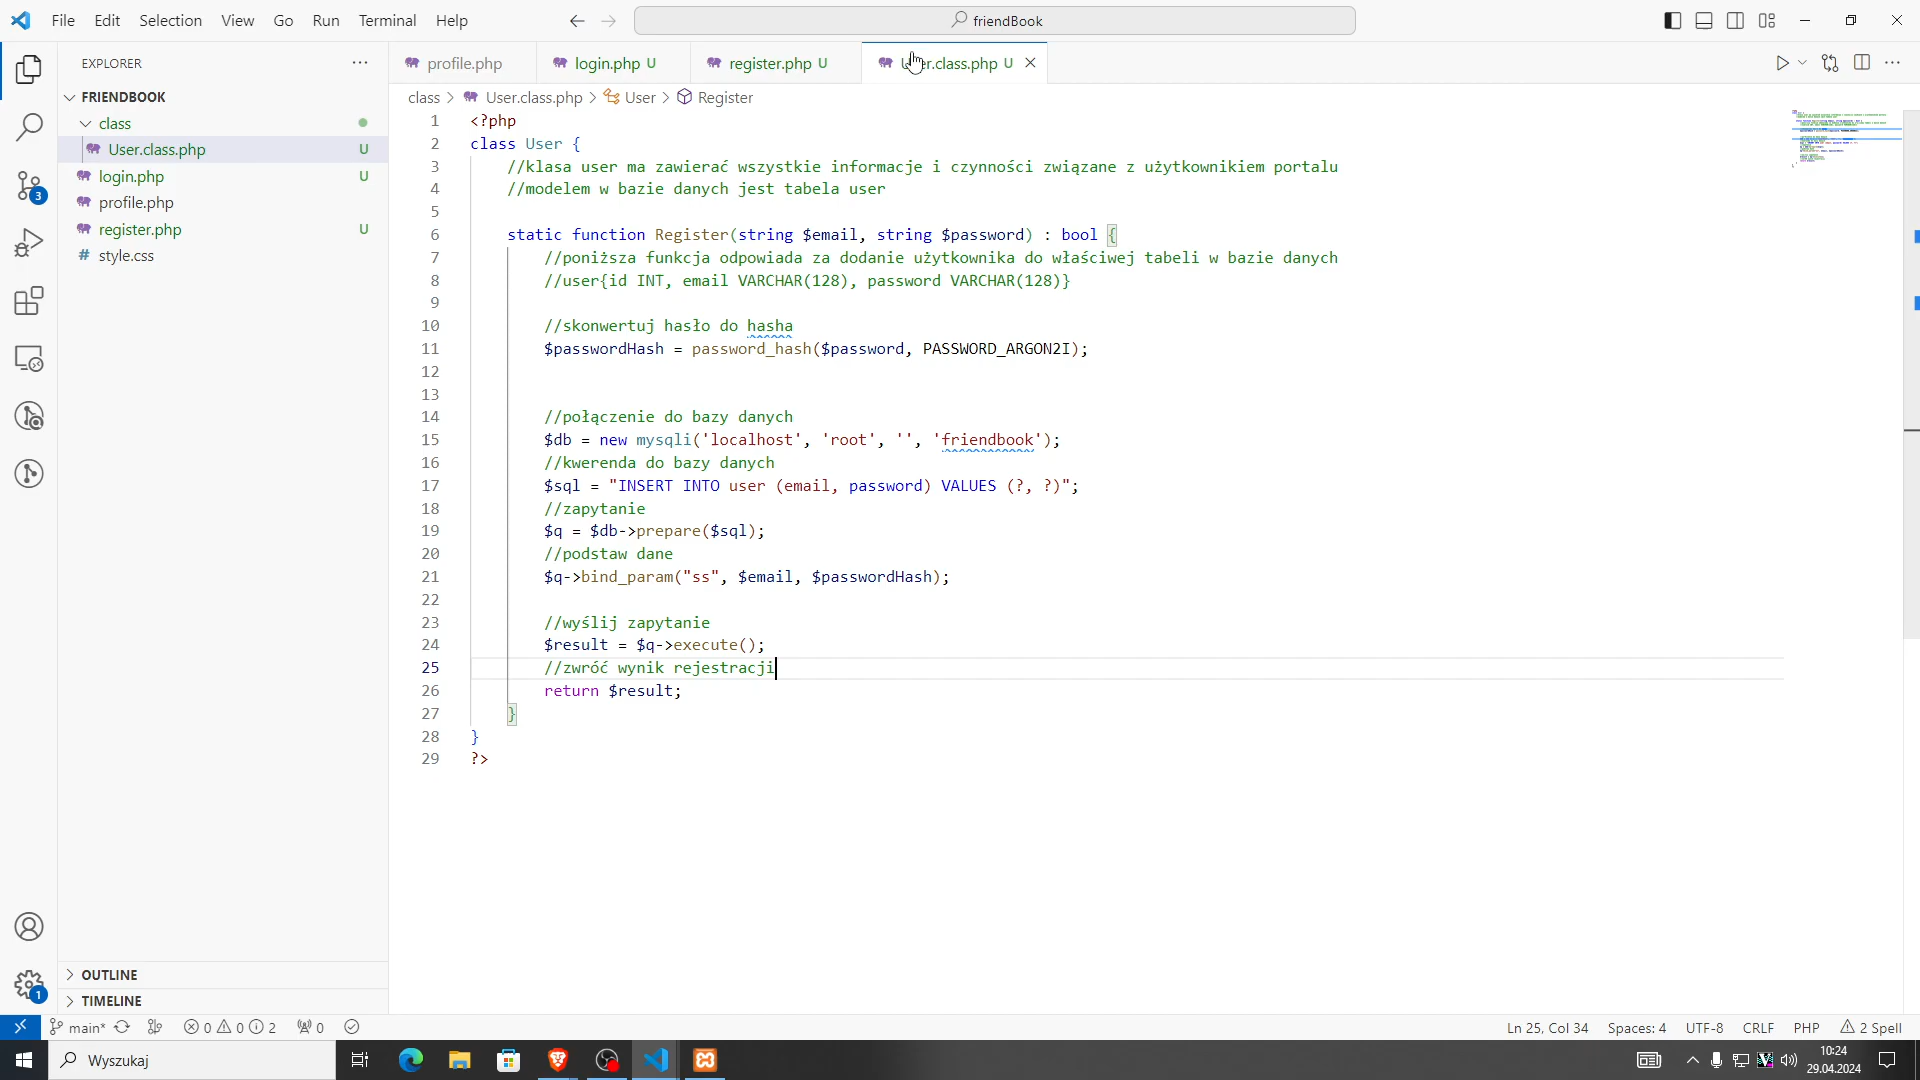 File Edit Selection View Go Run Terminal Help
friendBook
EXPLORER
FRIENDBOOK
class
User.class.php U
login.php U
profile.php
register.php U
# style.css
OUTLINE
TIMELINE
profile.php
login.php U
register.php U
class.php U
class > User.class.php > User > Register
1 <?php
2 class User {
3 //klasa user ma zawierać wszystkie informacje i czynności związane z użytkownikiem portalu
4 //modelem w bazie danych jest tabela user
5
6 static function Register(string $email, string $password) : bool {
7 //poniższa funkcja odpowiada za dodanie użytkownika do właściwej tabeli w bazie danych
8 //user{id INT, email VARCHAR(128), password VARCHAR(128)}
9
10 //skonwertuj hasło do hasha
11 $passwordHash = password_hash($password, PASSWORD_ARGON2I);
12
13
14 //połączenie do bazy danych
15 $db = new mysqli('localhost', 'root', '', 'friendbook');
16 //kwerenda do bazy danych
17 $sql = "INSERT INTO user (email, password) VALUES (?, ?)";
18 //zapytanie
19 $q = $db->prepare($sql);
20 //podstaw dane
21 $q->bind_param("ss", $email, $passwordHash);
22
23 //wyślij zapytanie
24 $result = $q->execute();
25 //zwróć wynik rejestracji
26 return $result;
27 }
28 }
29 ?>
3
1
main* 0 0 2 0
Ln 25, Col 34 Spaces: 4 UTF-8 CRLF PHP 2 Spell
Wyszukaj
10:24
29.04.2024